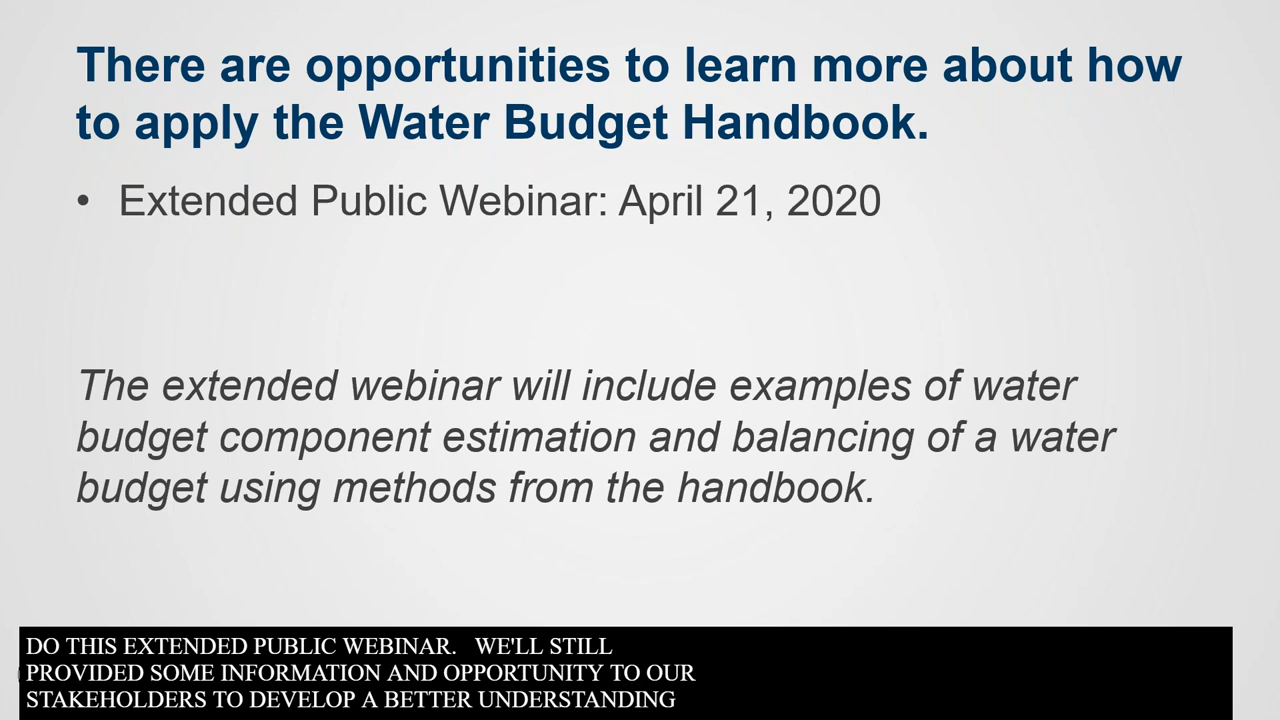 There are opportunities to learn more about how
to apply the Water Budget Handbook.
• Extended Public Webinar: April 21, 2020
The extended webinar will include examples of water
budget component estimation and balancing of a water
budget using methods from the handbook.
DO THIS EXTENDED PUBLIC WEBINAR.   WE'LL STILL
PROVIDED SOME INFORMATION AND OPPORTUNITY TO OUR
STAKEHOLDERS TO DEVELOP A BETTER UNDERSTANDING